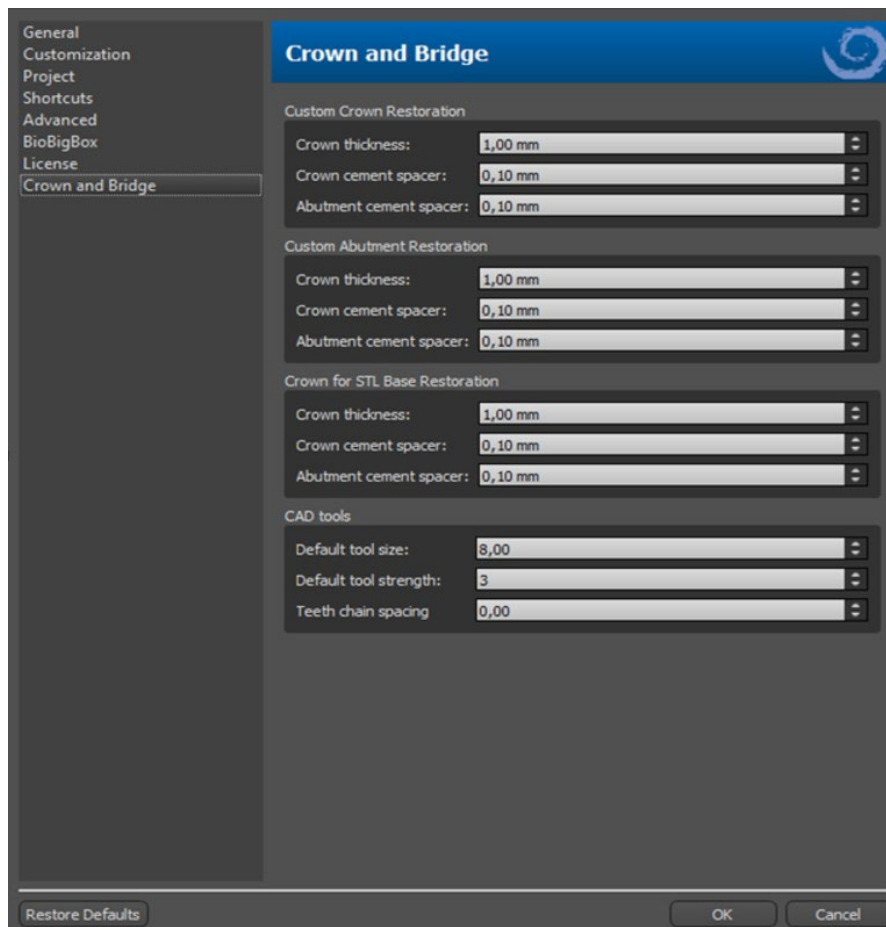 General
Customization
Project
Shortcuts
Advanced
BioBigBox
License
Crown and Bridge
Crown and Bridge
Custom Crown Restoration
Crown thickness: 1,00 mm
Crown cement spacer: 0,10 mm
Abutment cement spacer: 0,10 mm
Custom Abutment Restoration
Crown thickness: 1,00 mm
Crown cement spacer: 0,10 mm
Abutment cement spacer: 0,10 mm
Crown for STL Base Restoration
Crown thickness: 1,00 mm
Crown cement spacer: 0,10 mm
Abutment cement spacer: 0,10 mm
CAD tools
Default tool size: 8,00
Default tool strength: 3
Teeth chain spacing 0,00
Restore Defaults OK Cancel